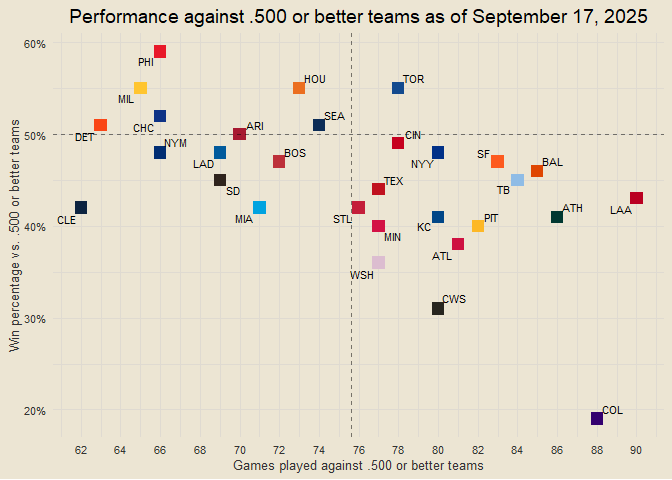 Performance against .500 or better teams as of September 17, 2025
60%
PHI
HOU
TOR
MIL
SEA
CHC
ARI
DET
50%
NYM
CIN
BOS
LAD
NYY
SF
BAL
SD
TEX
TB
CLE
MIA
STL
KC
PIT
ATH
LAA
40%
MIN
ATL
WSH
CWS
30%
COL
20%
Win percentage vs. .500 or better teams
62 64 66 68 70 72 74 76 78 80 82 84 86 88 90
Games played against .500 or better teams